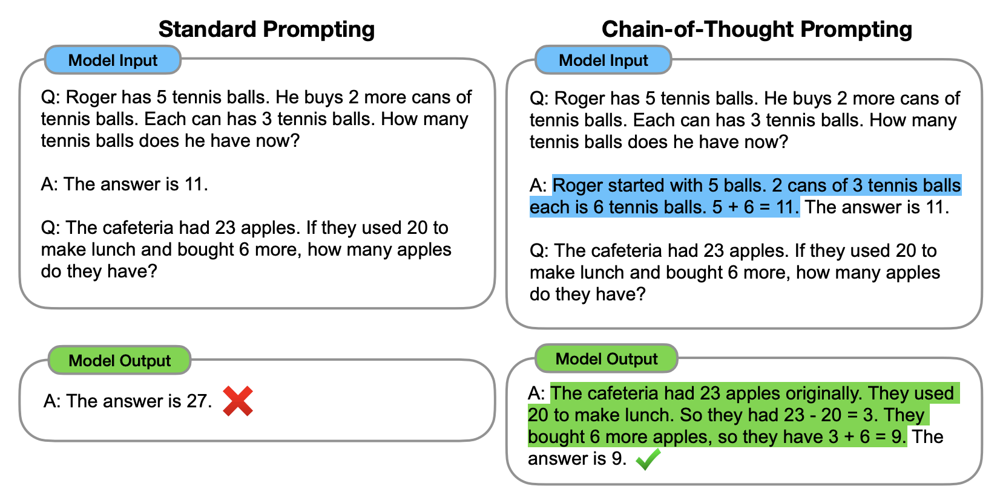 Standard Prompting
Model Input
Q: Roger has 5 tennis balls. He buys 2 more cans of
tennis balls. Each can has 3 tennis balls. How many
tennis balls does he have now?
A: The answer is 11.
Q: The cafeteria had 23 apples. If they used 20 to
make lunch and bought 6 more, how many apples
do they have?
Model Output
A: The answer is 27.
Chain-of-Thought Prompting
Model Input
Q: Roger has 5 tennis balls. He buys 2 more cans of
tennis balls. Each can has 3 tennis balls. How many
tennis balls does he have now?
A: Roger started with 5 balls. 2 cans of 3 tennis balls
each is 6 tennis balls. 5 + 6 = 11. The answer is 11.
Q: The cafeteria had 23 apples. If they used 20 to
make lunch and bought 6 more, how many apples
do they have?
Model Output
A: The cafeteria had 23 apples originally. They used
20 to make lunch. So they had 23 - 20 = 3. They
bought 6 more apples, so they have 3 + 6 = 9. The
answer is 9.